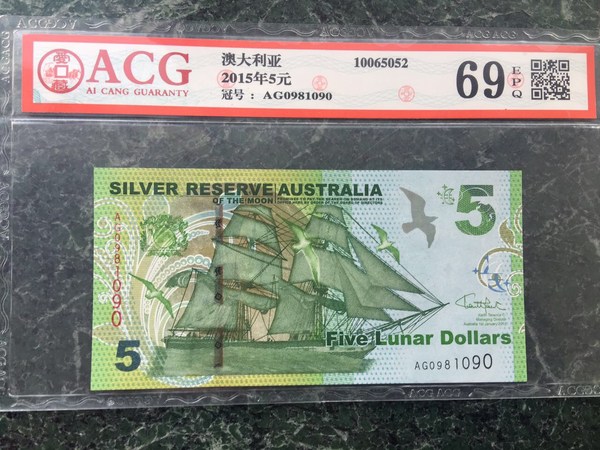 ACG
AI CANG GUARANTY
澳大利亚 10065052
2015年5元
冠号：AG0981090
69 EPQ
SILVER RESERVE AUSTRALIA
OF THE MOON
5
AG0981090
5
Five Lunar Dollars
AG0981090